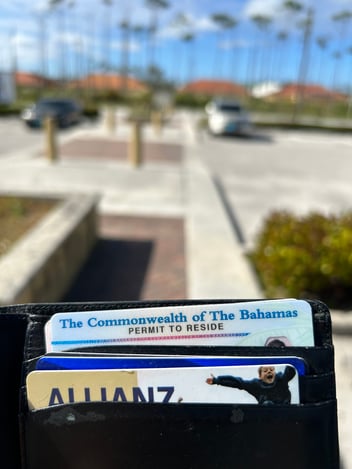 The Commonwealth of The Bahamas
PERMIT TO RESIDE
ALLIANZ